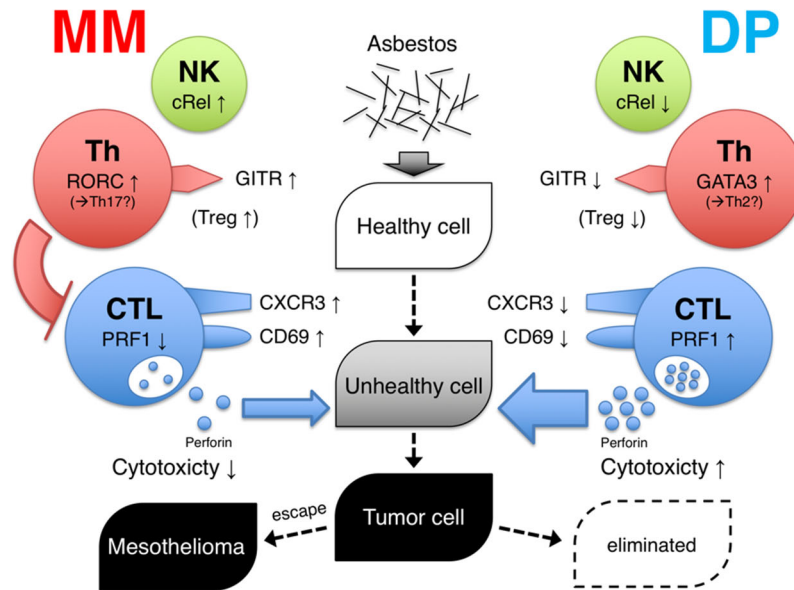 MM
DP
NK
cRel ↑
Asbestos
NK
cRel ↓
Th
RORC ↑
(→Th17?)
GITR ↑
(Treg ↑)
Th
GATA3 ↑
(→Th2?)
GITR ↓
(Treg ↓)
Healthy cell
CTL
PRF1 ↓
CXCR3 ↑
CD69 ↑
CXCR3 ↓
CD69 ↓
CTL
PRF1 ↑
Unhealthy cell
Perforin
Cytotoxicty ↓
Perforin
Cytotoxicty ↑
Tumor cell
escape
Mesothelioma
eliminated